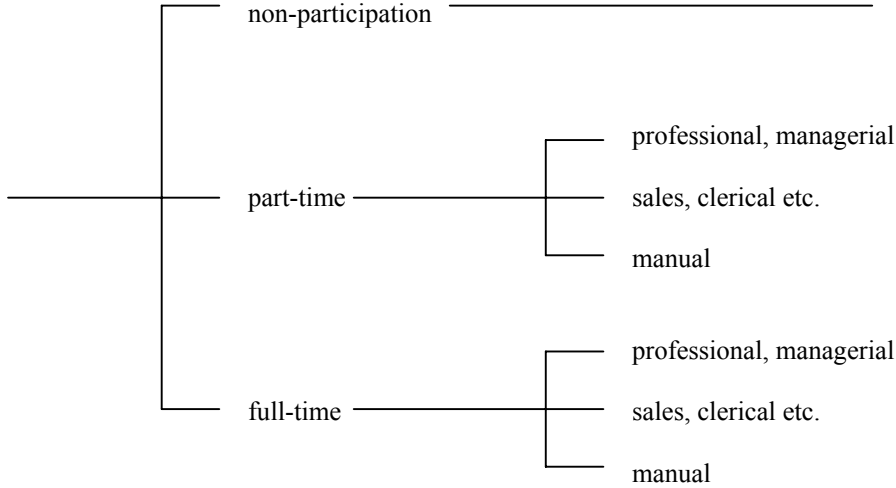 non-participation
part-time
professional, managerial
sales, clerical etc.
manual
full-time
professional, managerial
sales, clerical etc.
manual